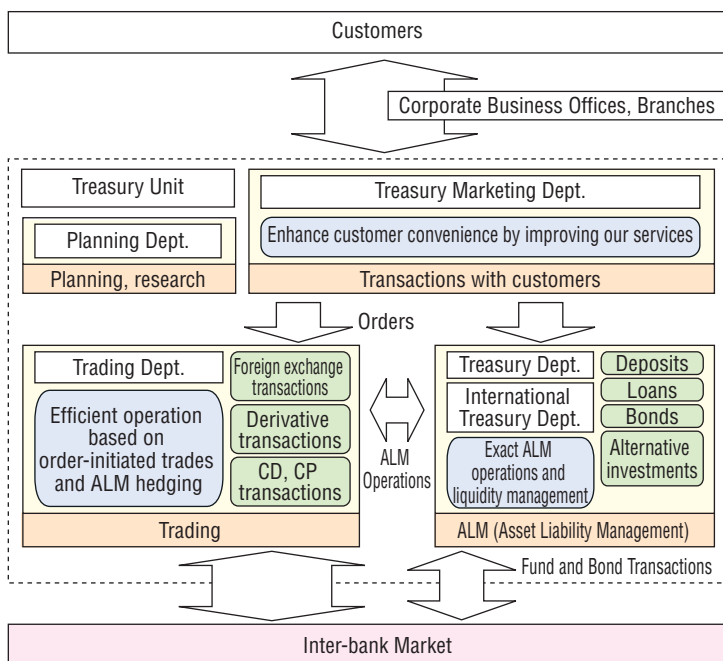 Customers
Corporate Business Offices, Branches
Treasury Unit
Planning Dept.
Planning, research
Treasury Marketing Dept.
Enhance customer convenience by improving our services
Transactions with customers
Orders
Trading Dept.
Efficient operation
based on
order-initiated trades
and ALM hedging
Foreign exchange
transactions
Derivative
transactions
CD, CP
transactions
Trading
ALM
Operations
Treasury Dept.
International
Treasury Dept.
Exact ALM
operations and
liquidity management
Deposits
Loans
Bonds
Alternative
investments
ALM (Asset Liability Management)
Fund and Bond Transactions
Inter-bank Market